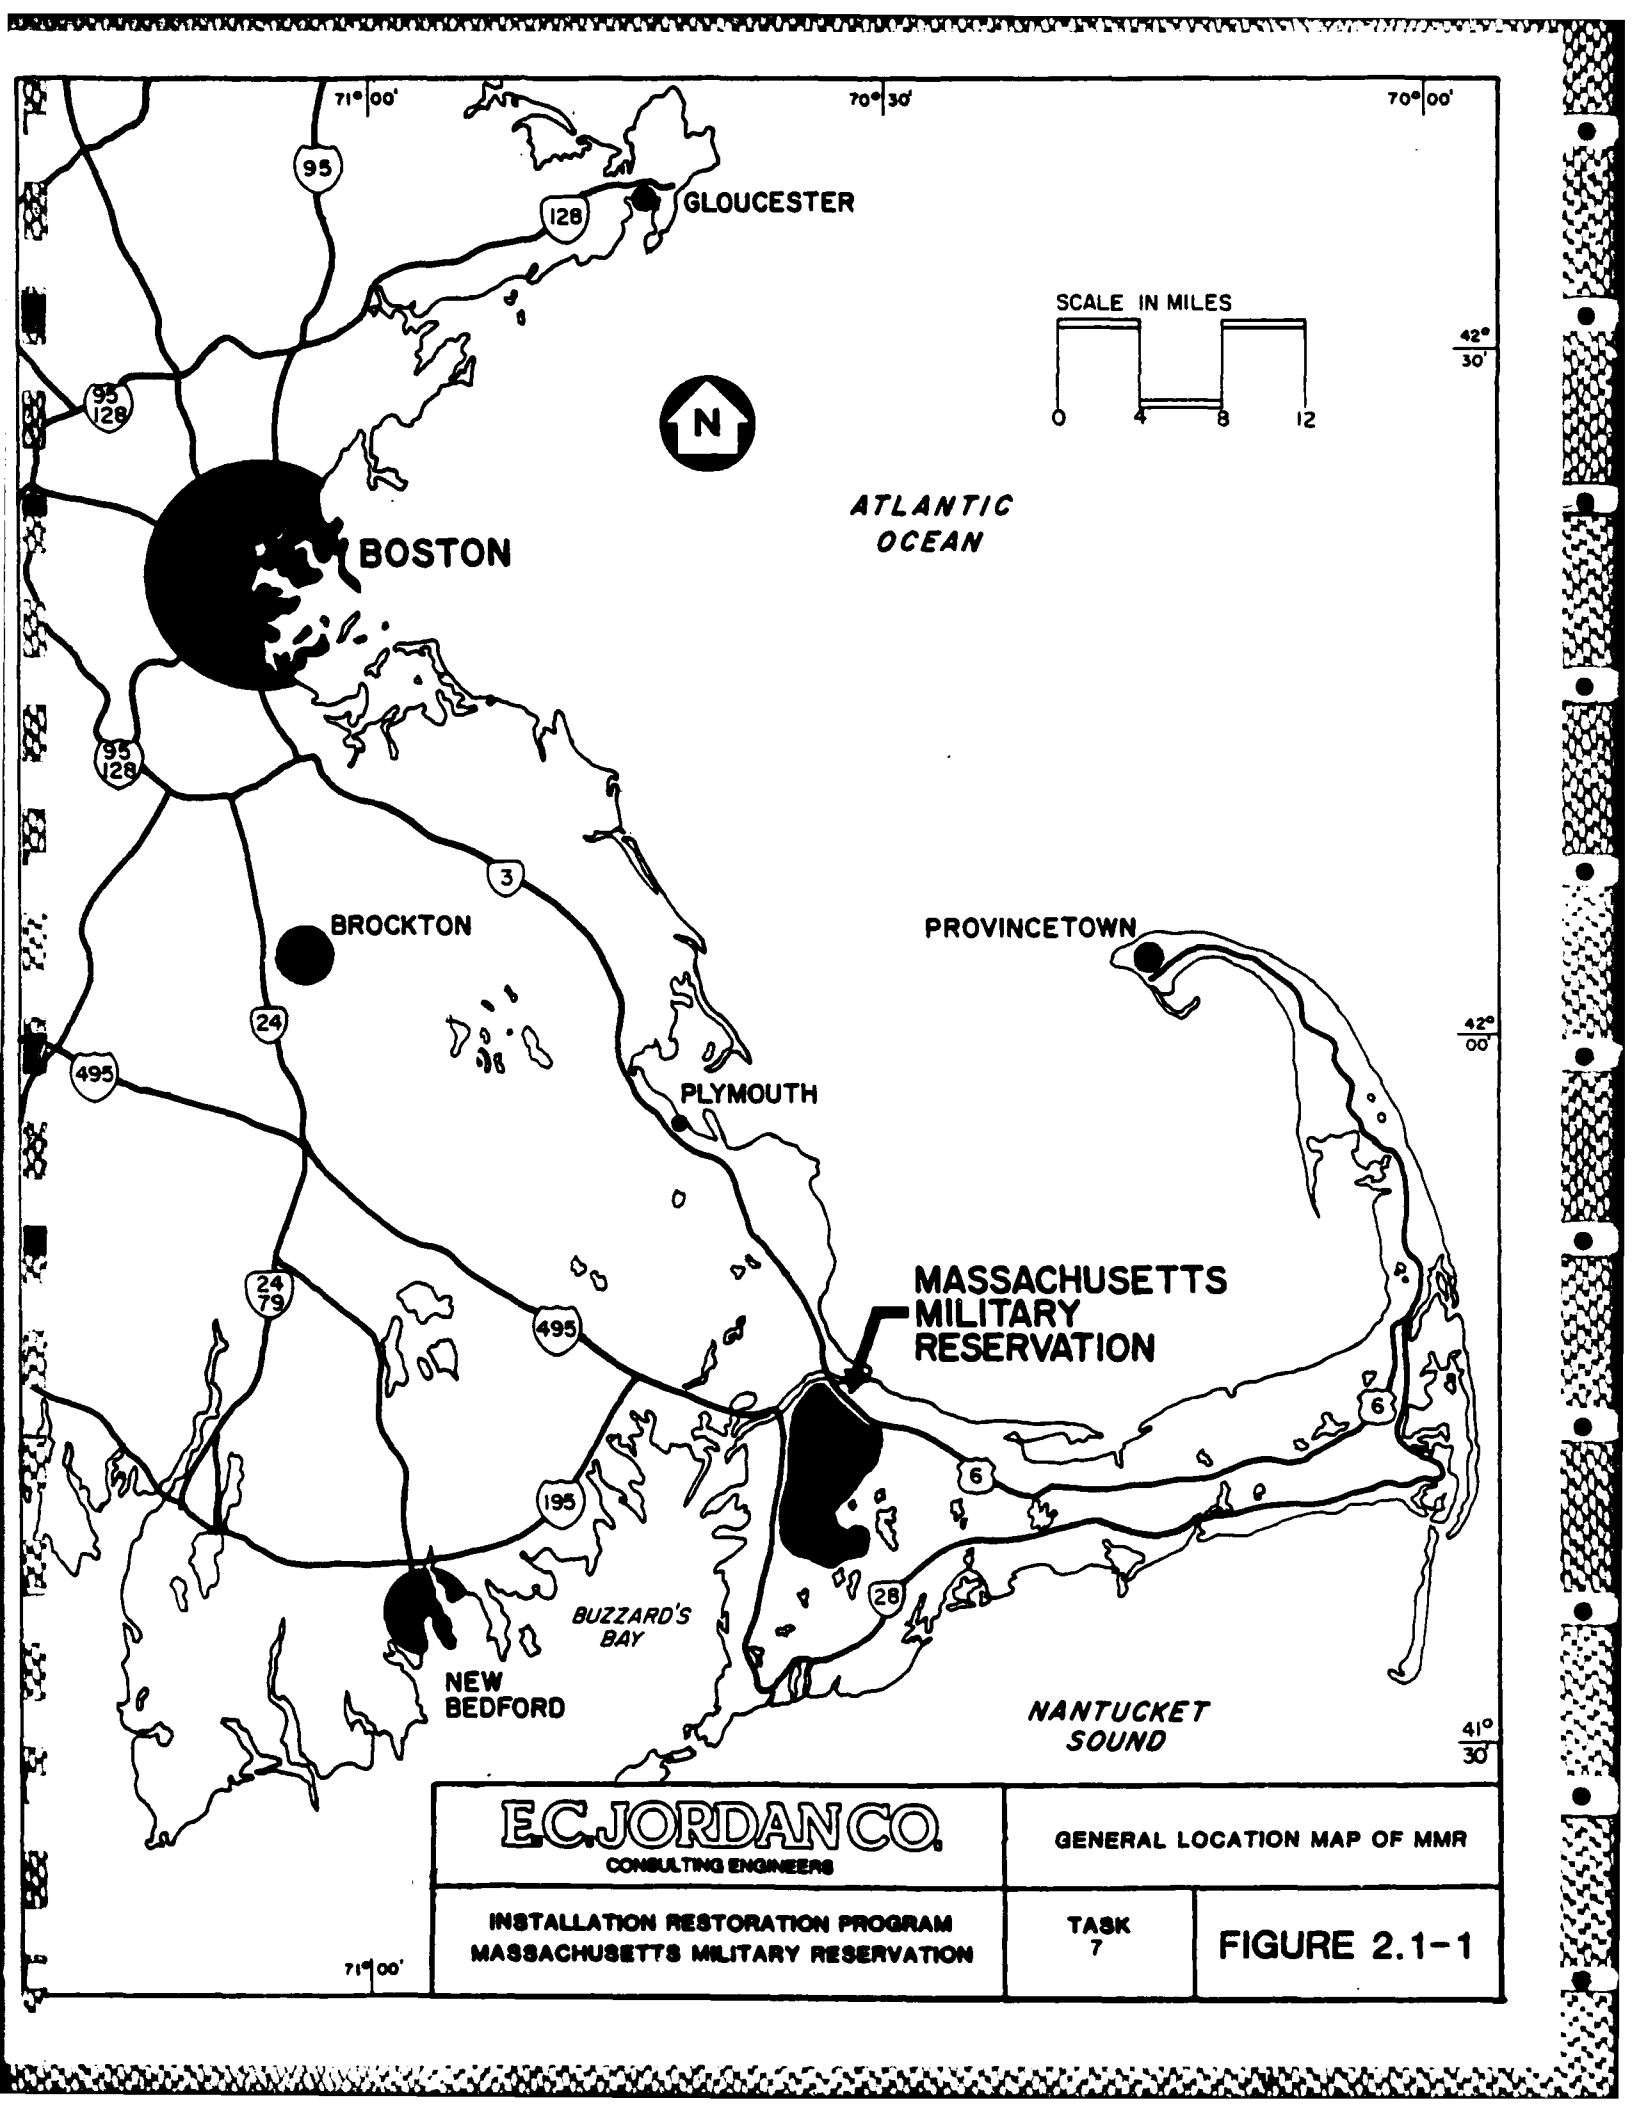 71° 00'
70° 30'
70° 00'
95
128
GLOUCESTER
SCALE IN MILES
0 4 8 12
42°
30'
95
128
N
ATLANTIC
OCEAN
BOSTON
95
128
3
BROCKTON
PROVINCETOWN
24
42°
00'
495
PLYMOUTH
MASSACHUSETTS
MILITARY
RESERVATION
24
79
495
6
6
195
28
BUZZARD'S
BAY
NEW
BEDFORD
NANTUCKET
SOUND
41°
30'
E.C. JORDAN CO.
CONSULTING ENGINEERS
GENERAL LOCATION MAP OF MMR
INSTALLATION RESTORATION PROGRAM
MASSACHUSETTS MILITARY RESERVATION
TASK
7
FIGURE 2.1-1
71° 00'